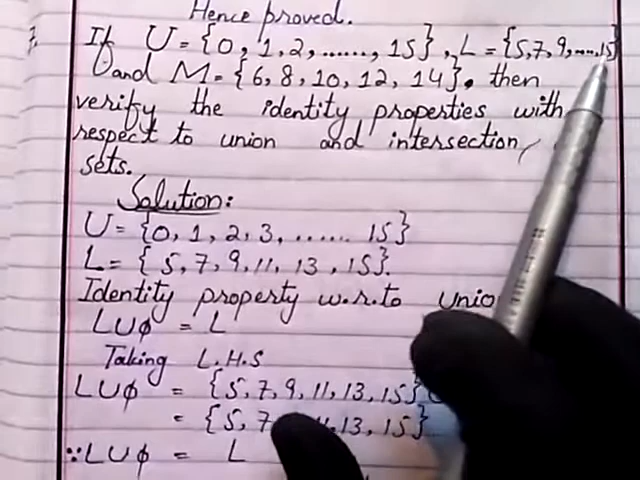 Hence proved.
7. If U = {0, 1, 2, ......, 15}, L = {5, 7, 9, ....., 15}
and M = {6, 8, 10, 12, 14}. then
verify the identity properties with
respect to union and intersection
sets.
Solution:
U = {0, 1, 2, 3, ...... 15}
L = {5, 7, 9, 11, 13, 15}.
Identity property w.r.to
L∪φ = L
Taking L.H.S
L∪φ = {5, 7, 9, 11, 13, 15}
= {5, 7 11, 13, 15}
∵ L∪φ = L